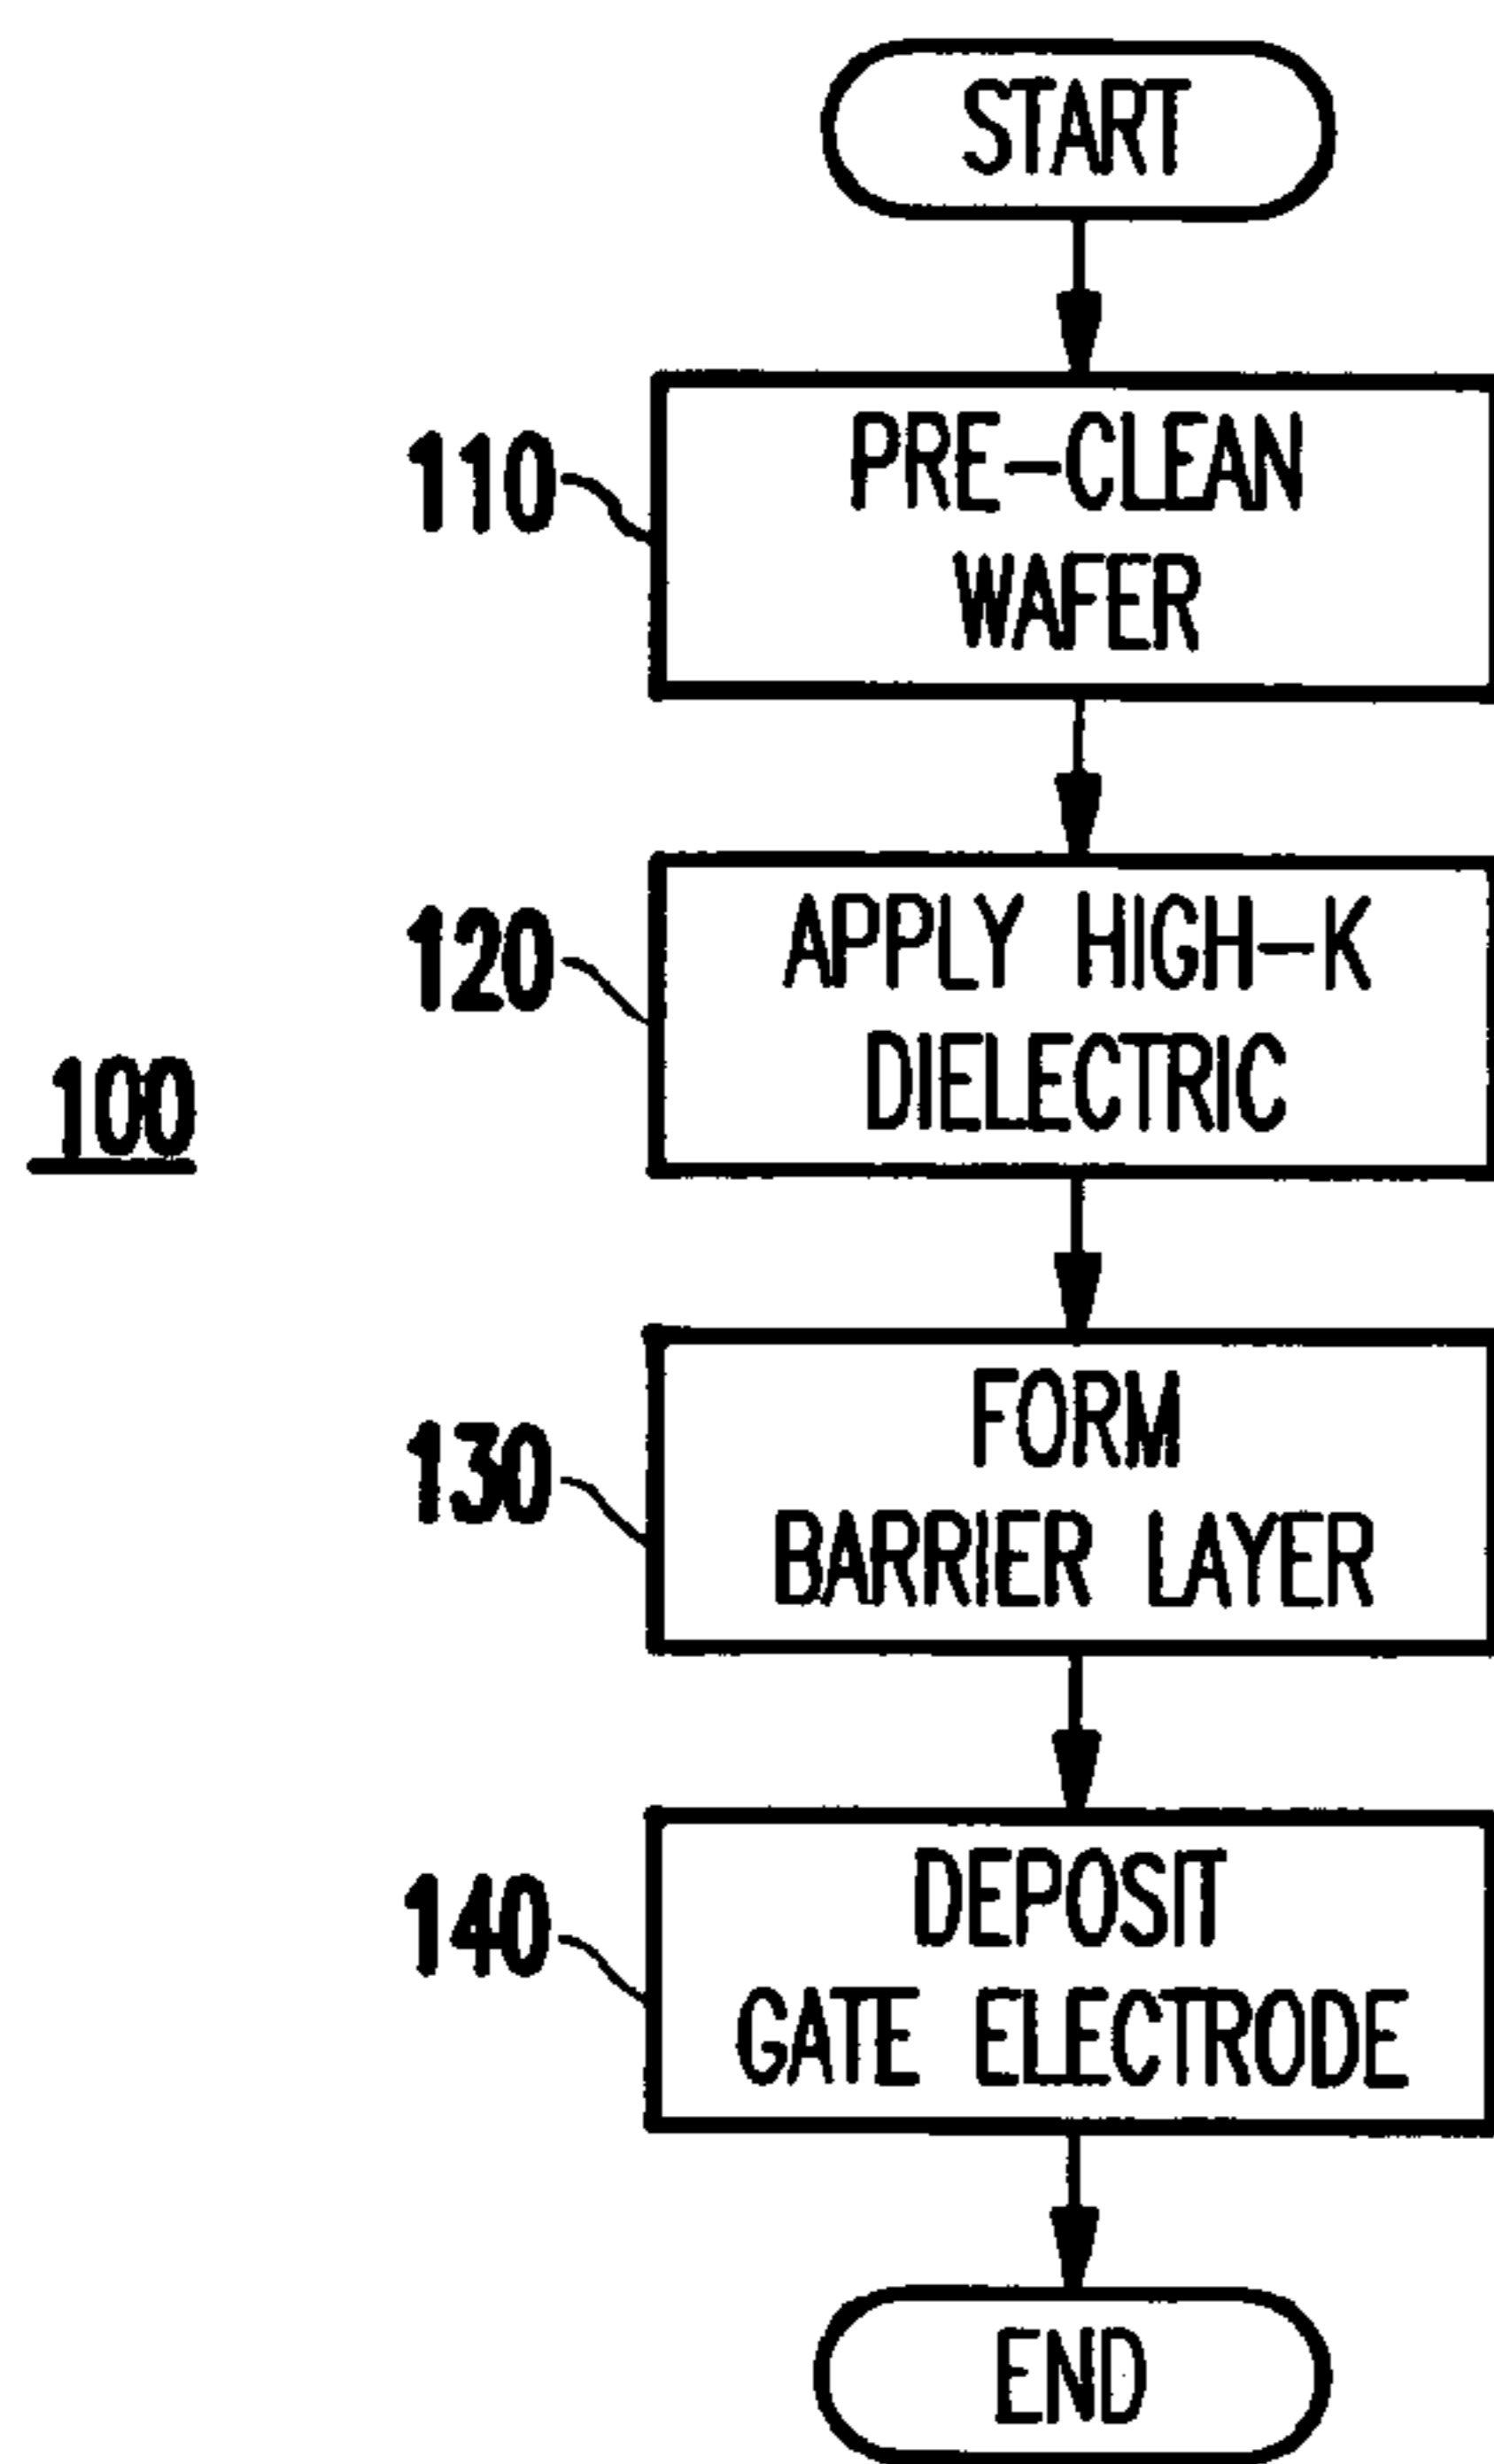 START
110
PRE-CLEAN
WAFER
120
APPLY HIGH-K
DIELECTRIC
100
130
FORM
BARRIER LAYER
140
DEPOSIT
GATE ELECTRODE
END